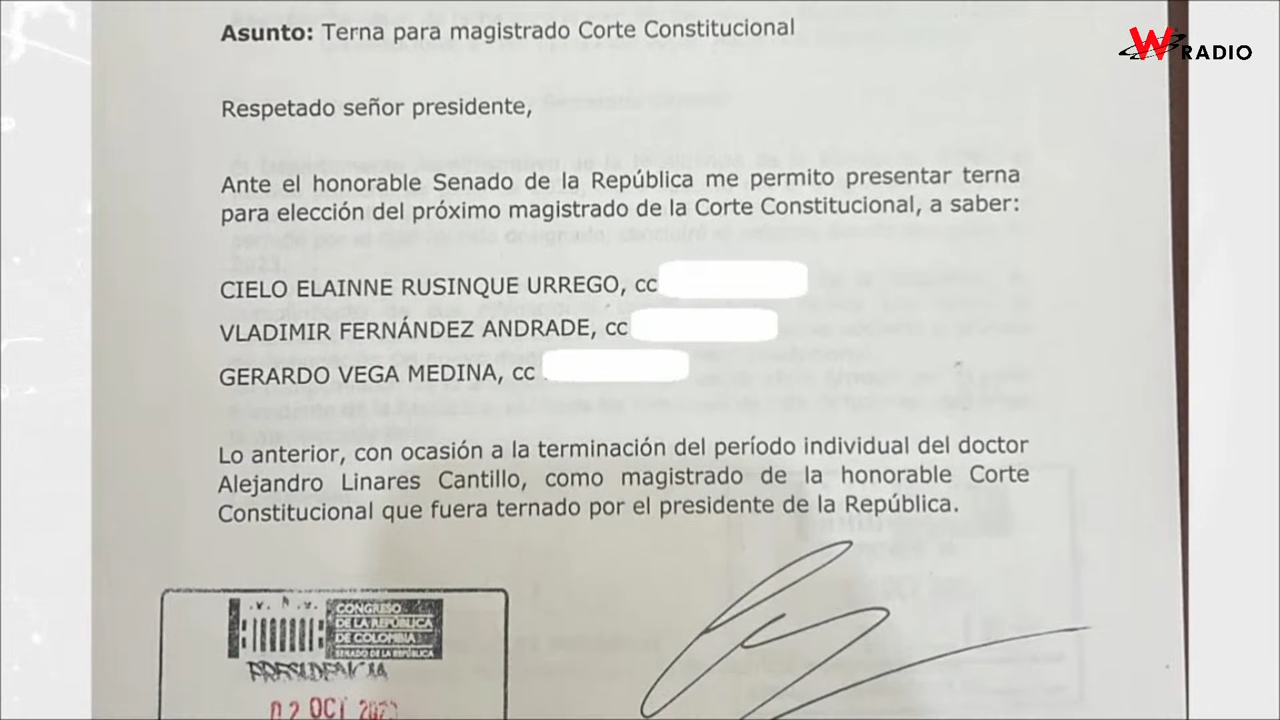 Asunto: Terna para magistrado Corte Constitucional
W RADIO
Respetado señor presidente,
Ante el honorable Senado de la República me permito presentar terna
para elección del próximo magistrado de la Corte Constitucional, a saber:
CIELO ELAINNE RUSINQUE URREGO, cc
VLADIMIR FERNÁNDEZ ANDRADE, cc
GERARDO VEGA MEDINA, cc
Lo anterior, con ocasión a la terminación del período individual del doctor
Alejandro Linares Cantillo, como magistrado de la honorable Corte
Constitucional que fuera ternado por el presidente de la República.
CONGRESO
DE LA REPÚBLICA
DE COLOMBIA
SENADO DE LA REPÚBLICA
PRESIDENCIA
02 OCT 2023